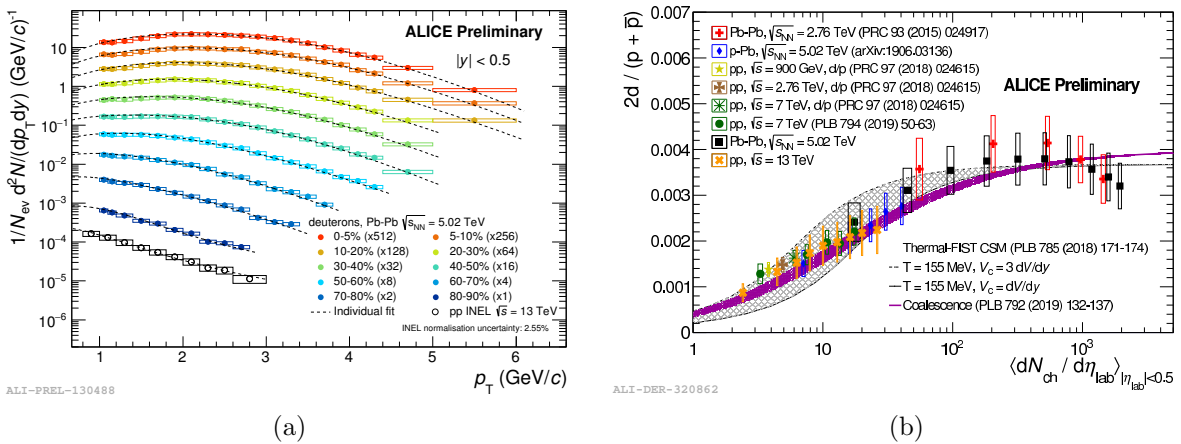 ALICE Preliminary
|y| < 0.5
1/N_ev d²N/(dp_T dy) (GeV/c)⁻¹
10
1
10⁻¹
10⁻²
10⁻³
10⁻⁴
10⁻⁵
deuterons, Pb-Pb √s_NN = 5.02 TeV
0-5% (x512) 5-10% (x256)
10-20% (x128) 20-30% (x64)
30-40% (x32) 40-50% (x16)
50-60% (x8) 60-70% (x4)
70-80% (x2) 80-90% (x1)
Individual fit pp INEL √s = 13 TeV
INEL normalisation uncertainty: 2.55%
1 2 3 4 5 6
p_T (GeV/c)
ALI-PREL-130488
(a)
2d / (p + p̅)
0.007
0.006
0.005
0.004
0.003
0.002
0.001
0
Pb-Pb, √s_NN = 2.76 TeV (PRC 93 (2015) 024917)
p-Pb, √s_NN = 5.02 TeV (arXiv:1906.03136)
pp, √s = 900 GeV, d/p (PRC 97 (2018) 024615)
pp, √s = 2.76 TeV, d/p (PRC 97 (2018) 024615)
pp, √s = 7 TeV, d/p (PRC 97 (2018) 024615)
pp, √s = 7 TeV (PLB 794 (2019) 50-63)
Pb-Pb, √s_NN = 5.02 TeV
pp, √s = 13 TeV
ALICE Preliminary
Thermal-FIST CSM (PLB 785 (2018) 171-174)
T = 155 MeV, V_C = 3 dV/dy
T = 155 MeV, V_C = dV/dy
Coalescence (PLB 792 (2019) 132-137)
1 10 10² 10³
⟨dN_ch / dη_lab⟩_|η_lab|<0.5
ALI-DER-320862
(b)